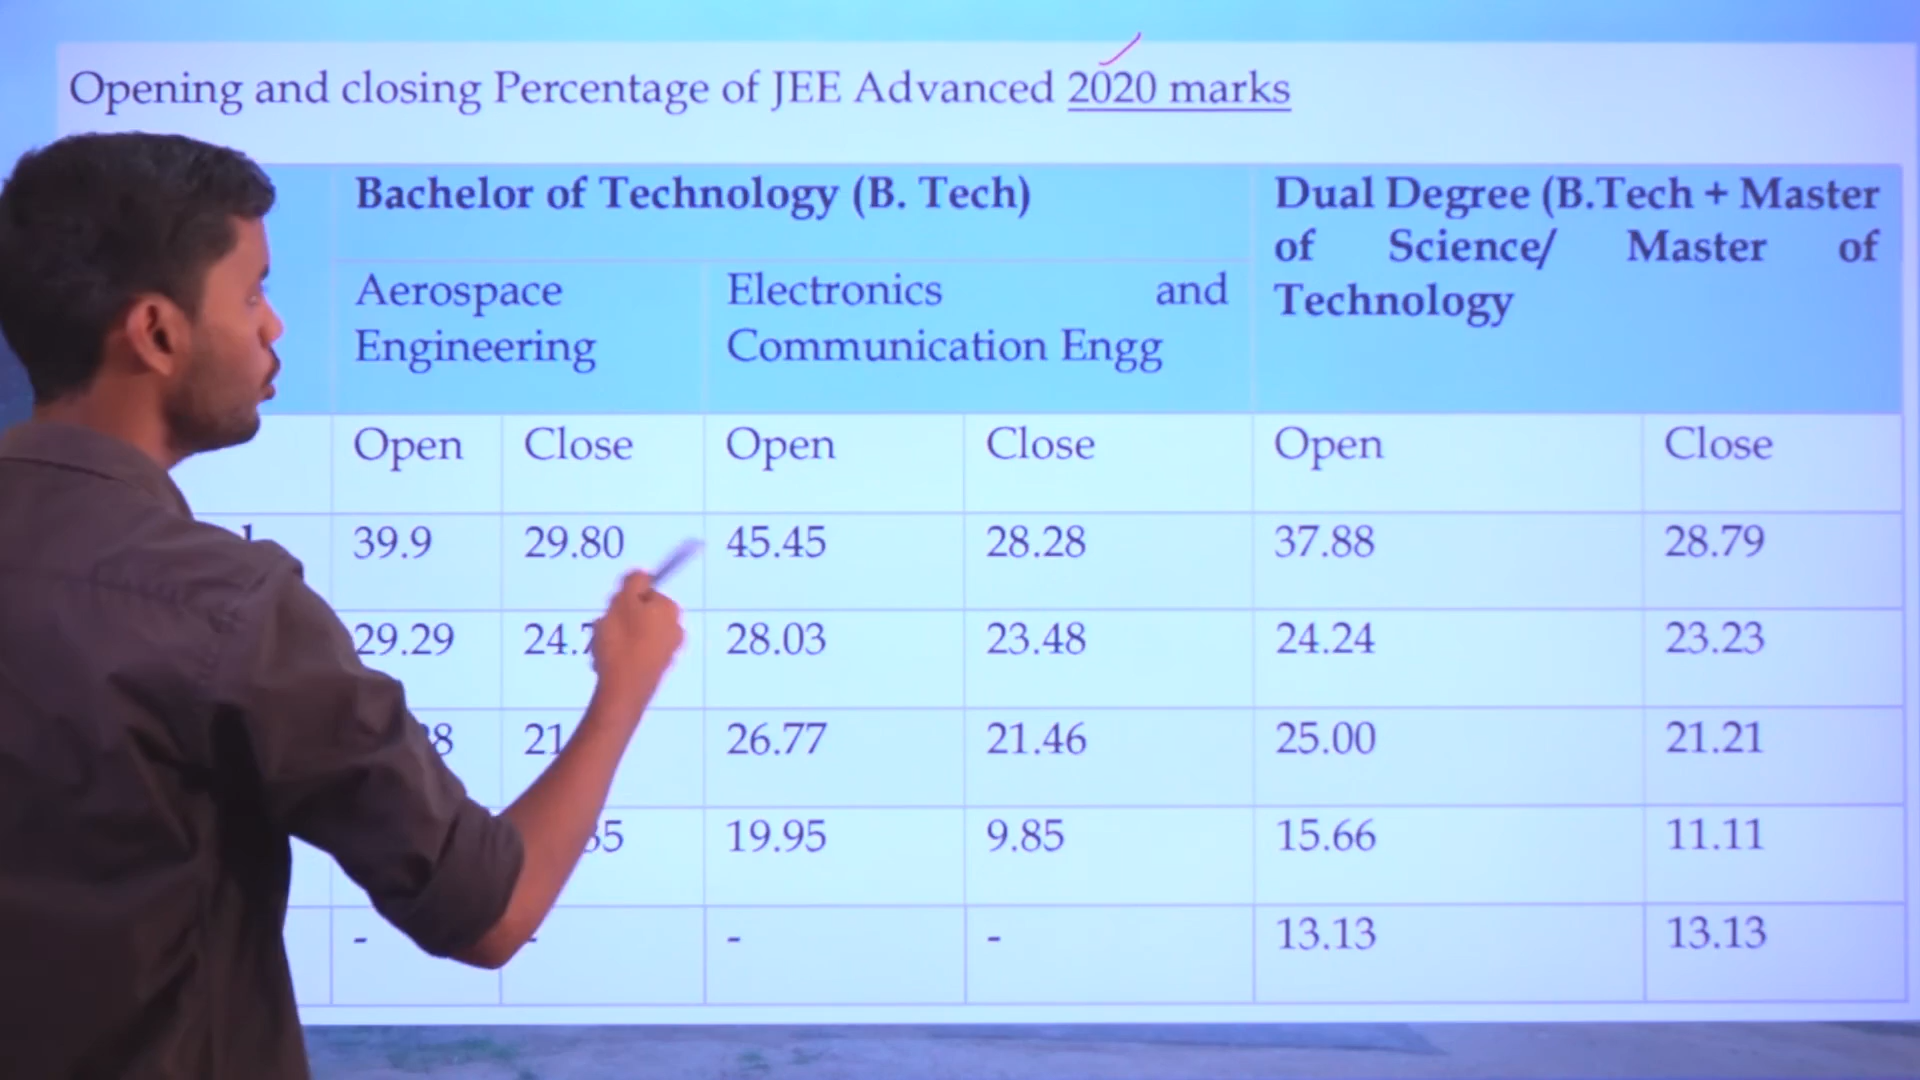 Opening and closing Percentage of JEE Advanced 2020 marks
Bachelor of Technology (B. Tech)
Dual Degree (B.Tech + Master
of Science/ Master of
Technology
Aerospace
Engineering
Electronics and
Communication Engg
Open Close Open Close Open Close
39.9 29.80 45.45 28.28 37.88 28.79
29.29 28.03 23.48 24.24 23.23
26.77 21.46 25.00 21.21
19.95 9.85 15.66 11.11
- - - - 13.13 13.13